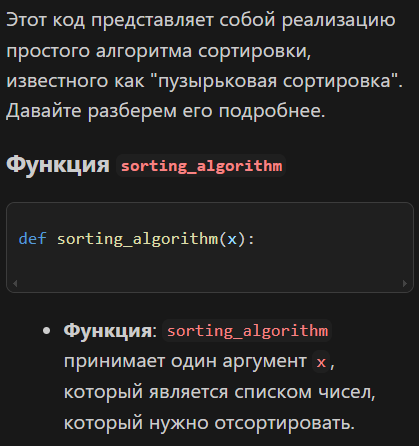 Этот код представляет собой реализацию
простого алгоритма сортировки,
известного как "пузырьковая сортировка".
Давайте разберем его подробнее.
Функция sorting_algorithm
def sorting_algorithm(x):
• Функция: sorting_algorithm
принимает один аргумент x,
который является списком чисел,
который нужно отсортировать.